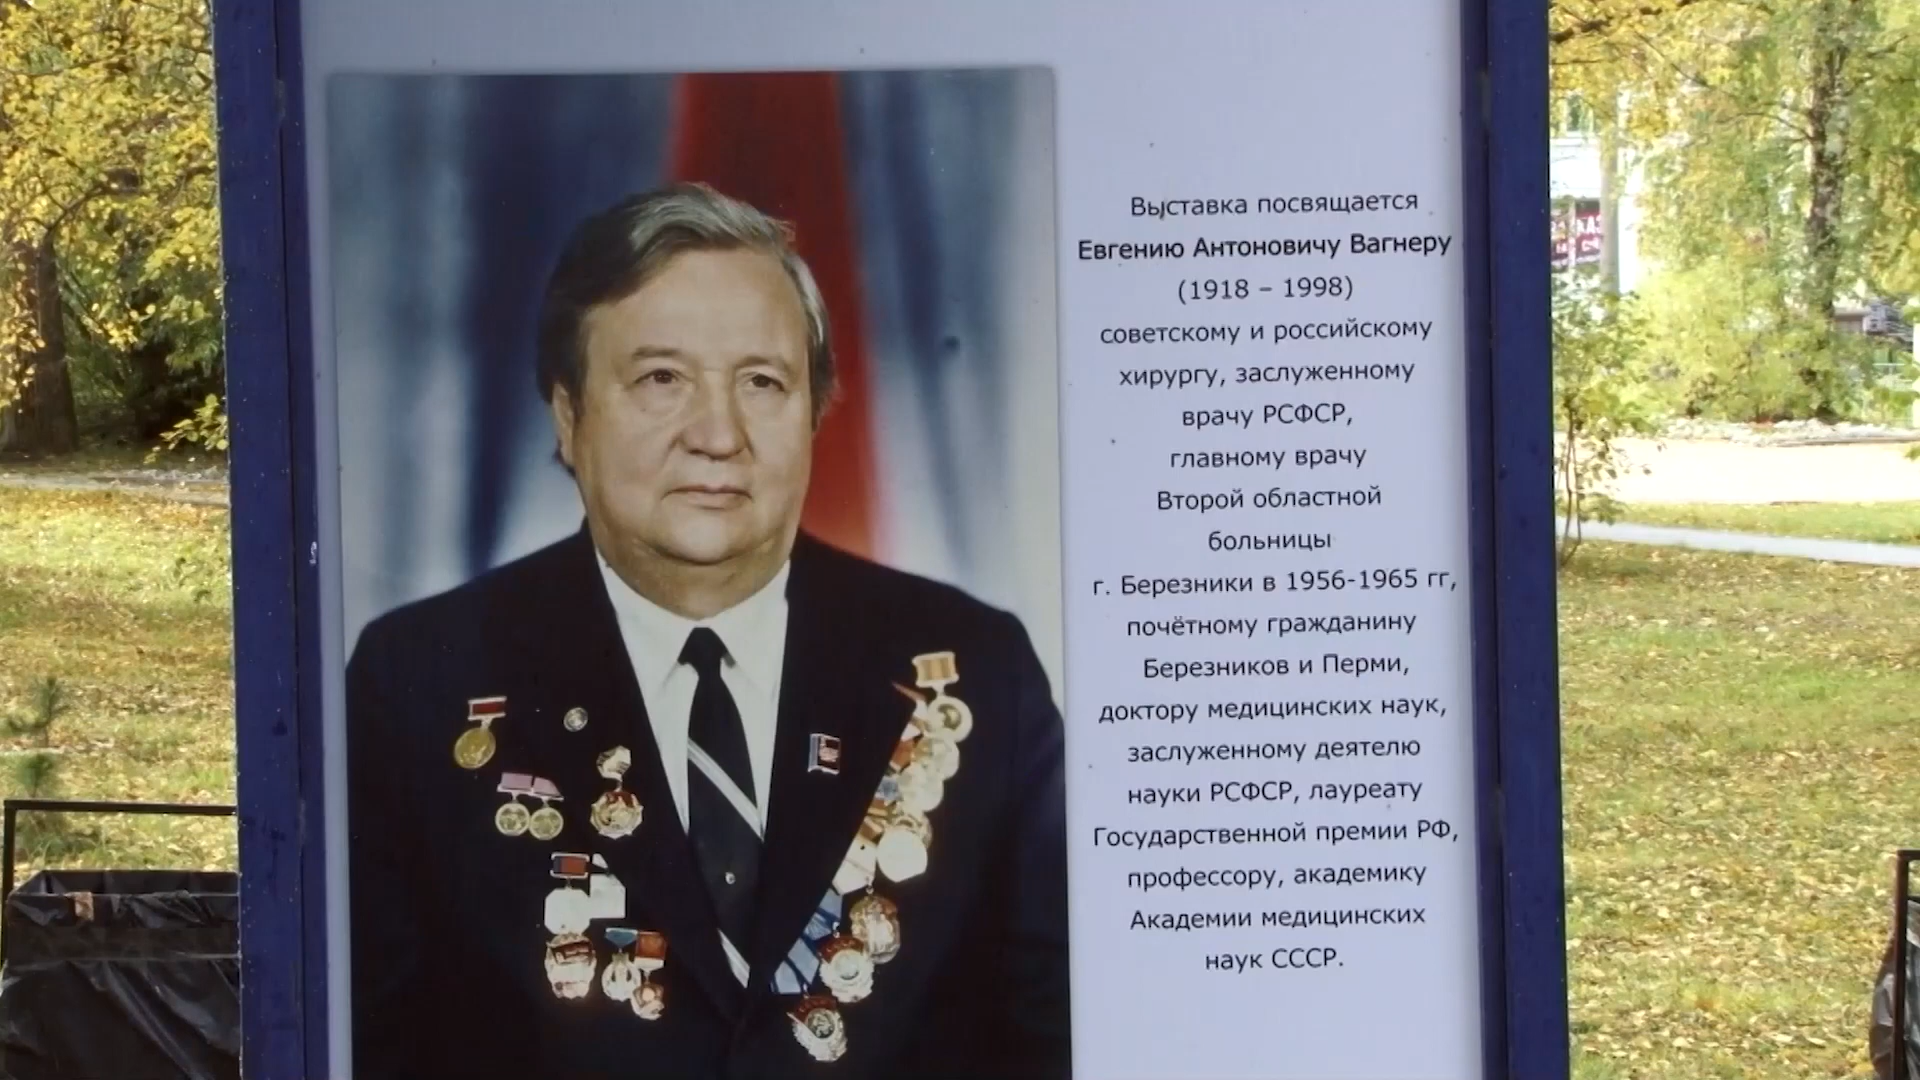 Выставка посвящается
Евгению Антоновичу Вагнеру
(1918 – 1998)
советскому и российскому
хирургу, заслуженному
врачу РСФСР,
главному врачу
Второй областной
больницы
г. Березники в 1956-1965 гг,
почётному гражданину
Березников и Перми,
доктору медицинских наук,
заслуженному деятелю
науки РСФСР, лауреату
Государственной премии РФ,
профессору, академику
Академии медицинских
наук СССР.